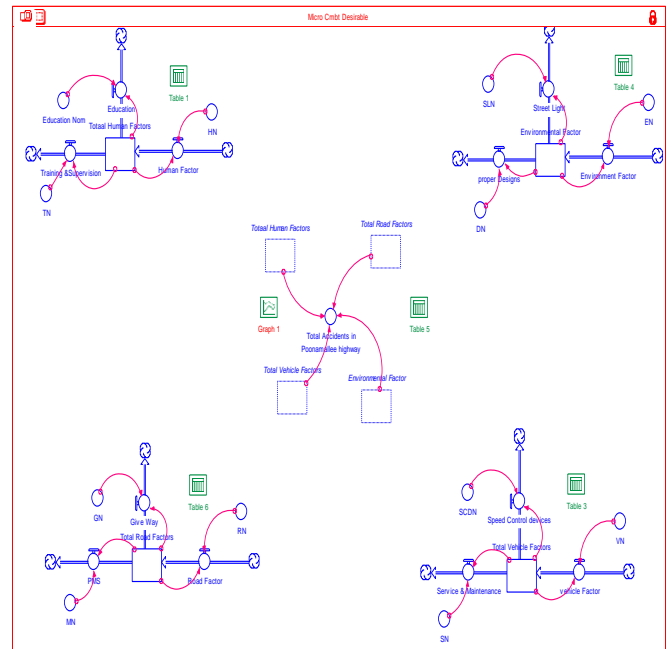 Micro Cmbt Desirable
Education
Table 1
Education Nom
Totaal Human Factors
HN
Training &Supervision
Human Factor
TN
Table 4
SLN
Street Light
EN
Environmental Factor
proper Designs
Environment Factor
DN
Totaal Human Factors
Total Road Factors
Graph 1
Table 5
Total Accidents in
Poonamallee highway
Total Vehicle Factors
Environmental Factor
Table 6
GN
Give Way
RN
Total Road Factors
PMS
Road Factor
MN
Table 3
SCDN
Speed Control devices
VN
Total Vehicle Factors
Service & Maintenance
vehicle Factor
SN